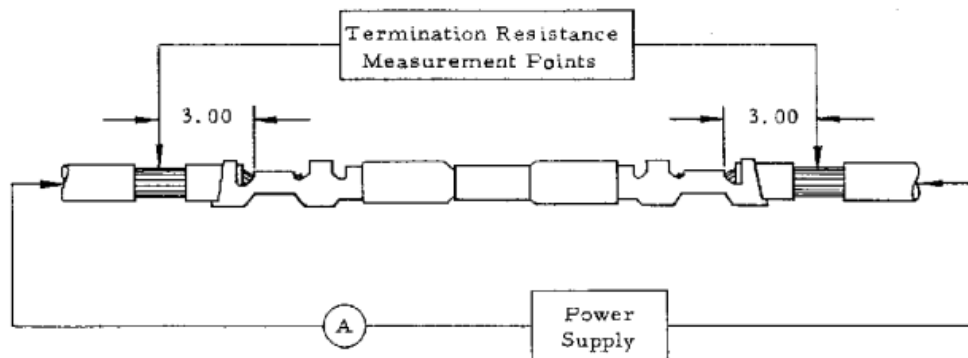 Termination Resistance
Measurement Points
3.00
3.00
A
Power
Supply